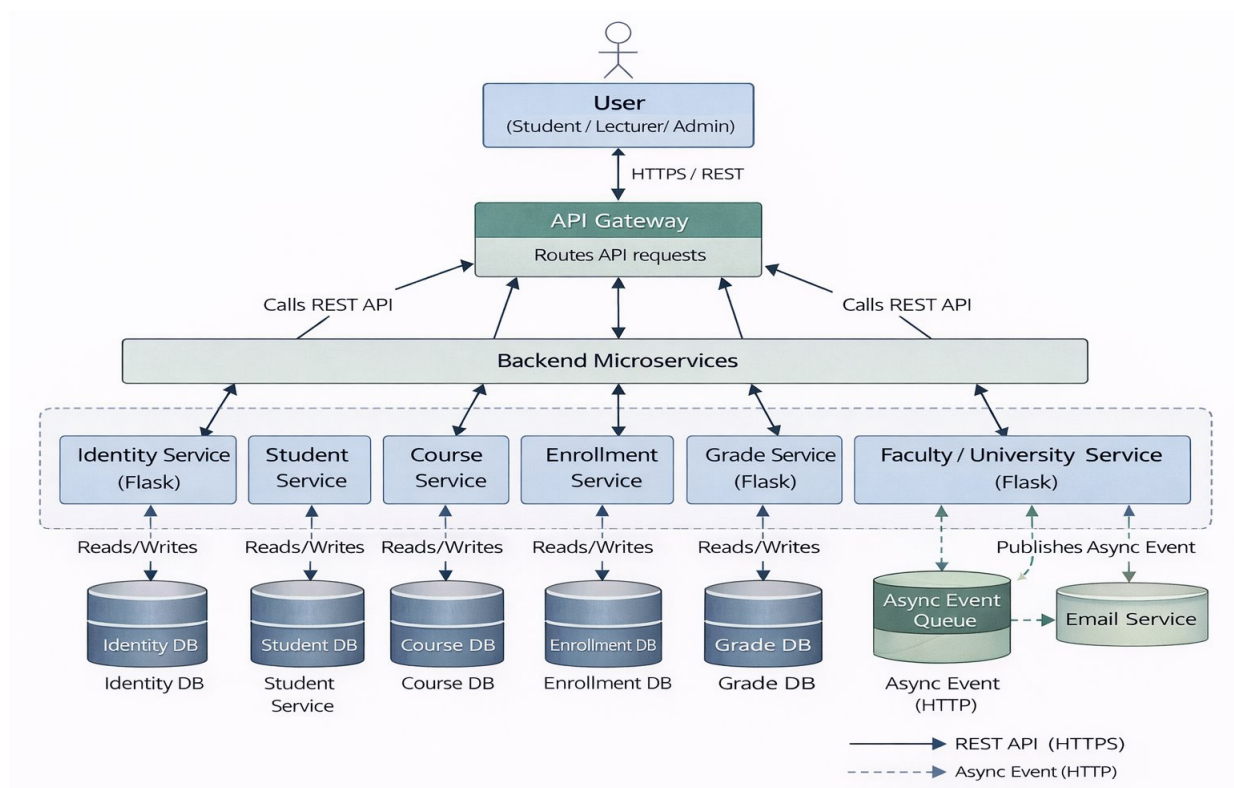 User
(Student / Lecturer/ Admin)
HTTPS / REST
API Gateway
Routes API requests
Calls REST API
Calls REST API
Backend Microservices
Identity Service
(Flask)
Student
Service
Course
Service
Enrollment
Service
Grade Service
(Flask)
Faculty / University Service
(Flask)
Reads/Writes
Reads/Writes
Reads/Writes
Reads/Writes
Reads/Writes
Publishes Async Event
Identity DB
Student DB
Course DB
Enrollment DB
Grade DB
Async Event
Queue
Email Service
Identity DB
Student
Service
Course DB
Enrollment DB
Grade DB
Async Event
(HTTP)
REST API (HTTPS)
Async Event (HTTP)